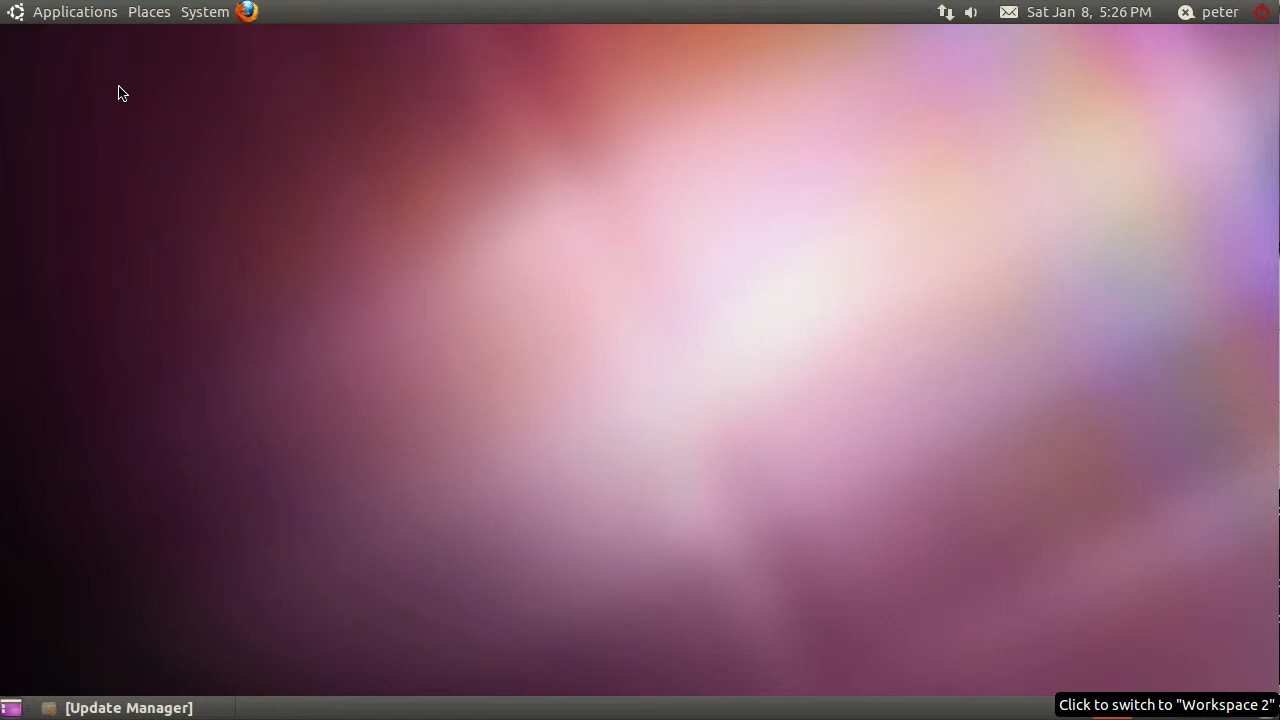 Applications Places System Sat Jan 8, 5:26 PM peter
[Update Manager] Click to switch to "Workspace 2"